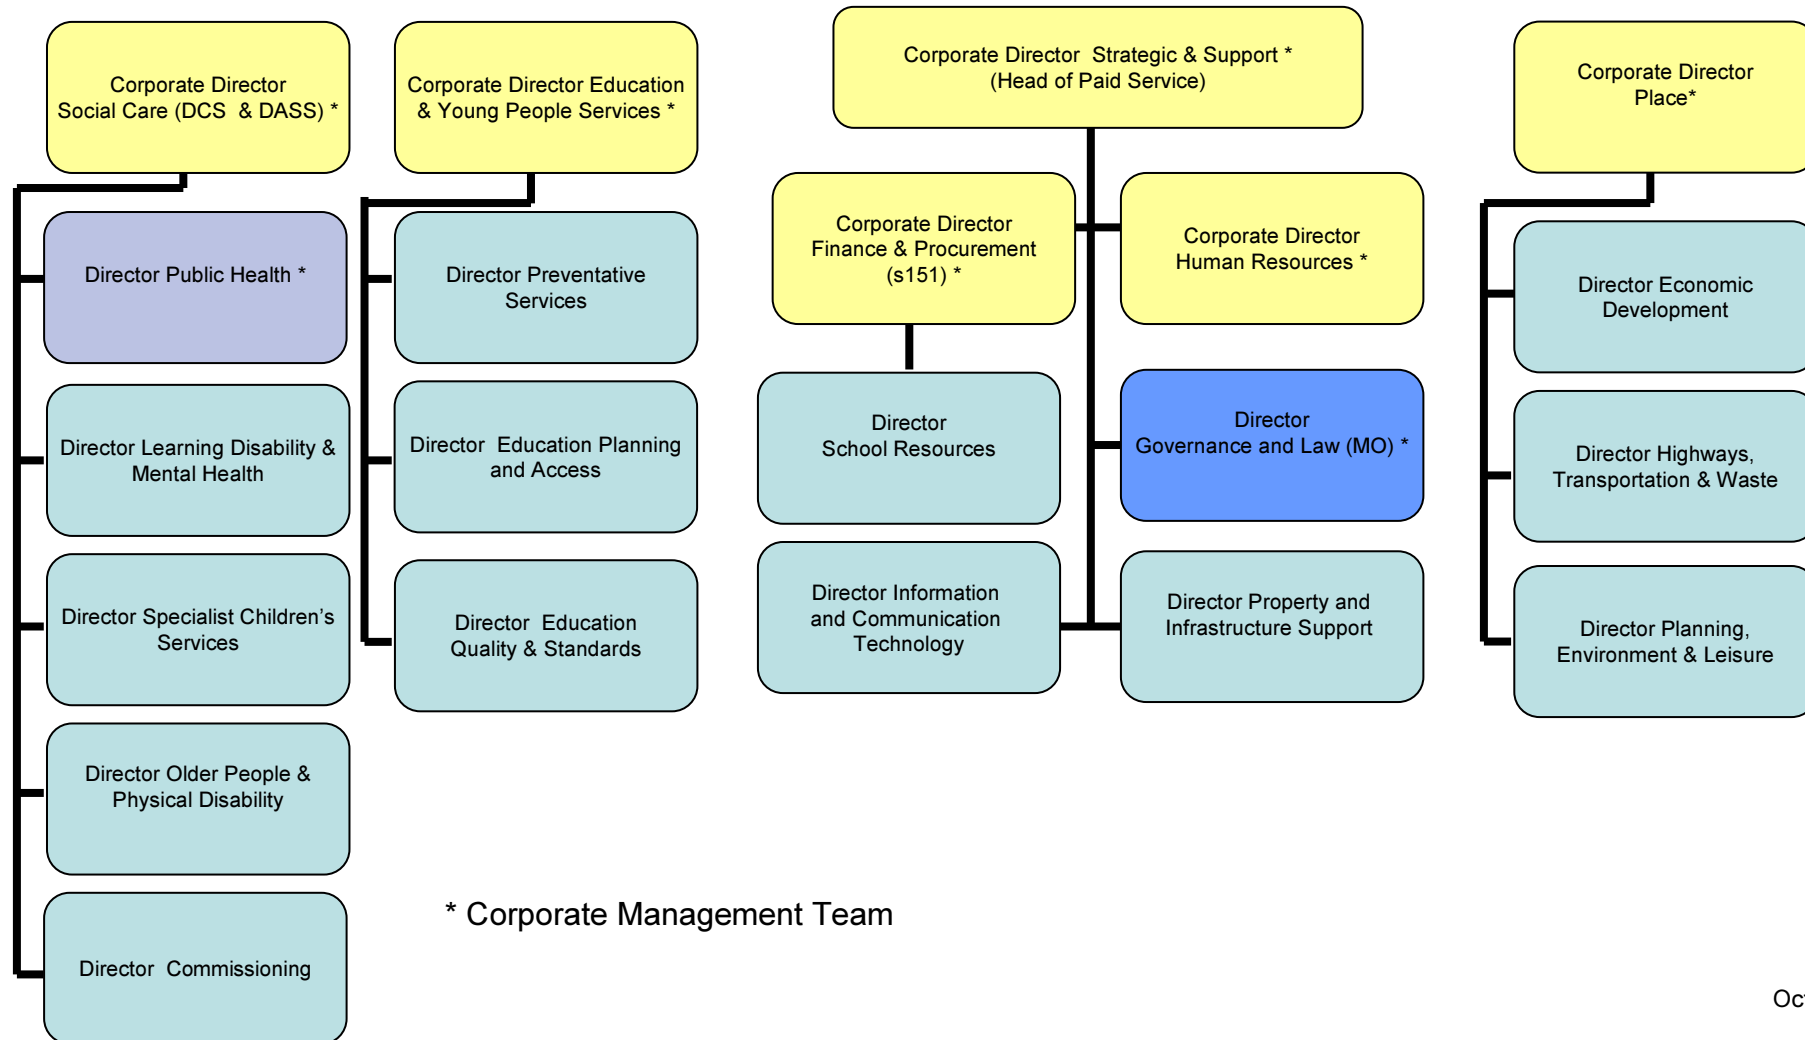 Corporate Director
Social Care (DCS & DASS) *
Director Public Health *
Director Learning Disability &
Mental Health
Director Specialist Children’s
Services
Director Older People &
Physical Disability
Director Commissioning
Corporate Director Education
& Young People Services *
Director Preventative
Services
Director Education Planning
and Access
Director Education
Quality & Standards
Corporate Director Strategic & Support *
(Head of Paid Service)
Corporate Director
Finance & Procurement
(s151) *
Corporate Director
Human Resources *
Director
School Resources
Director
Governance and Law (MO) *
Director Information
and Communication
Technology
Director Property and
Infrastructure Support
Corporate Director
Place*
Director Economic
Development
Director Highways,
Transportation & Waste
Director Planning,
Environment & Leisure
* Corporate Management Team
Oct